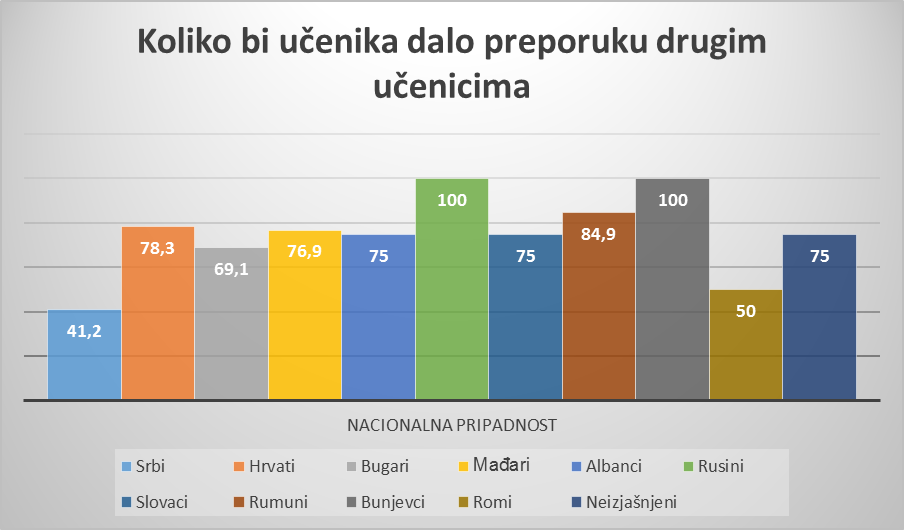 Koliko bi učenika dalo preporuku drugim
učenicima
41,2
78,3
69,1
76,9
75
100
75
84,9
100
50
75
NACIONALNA PRIPADNOST
Srbi Hrvati Bugari Mađari Albanci Rusini
Slovaci Rumuni Bunjevci Romi Neizjašnjeni